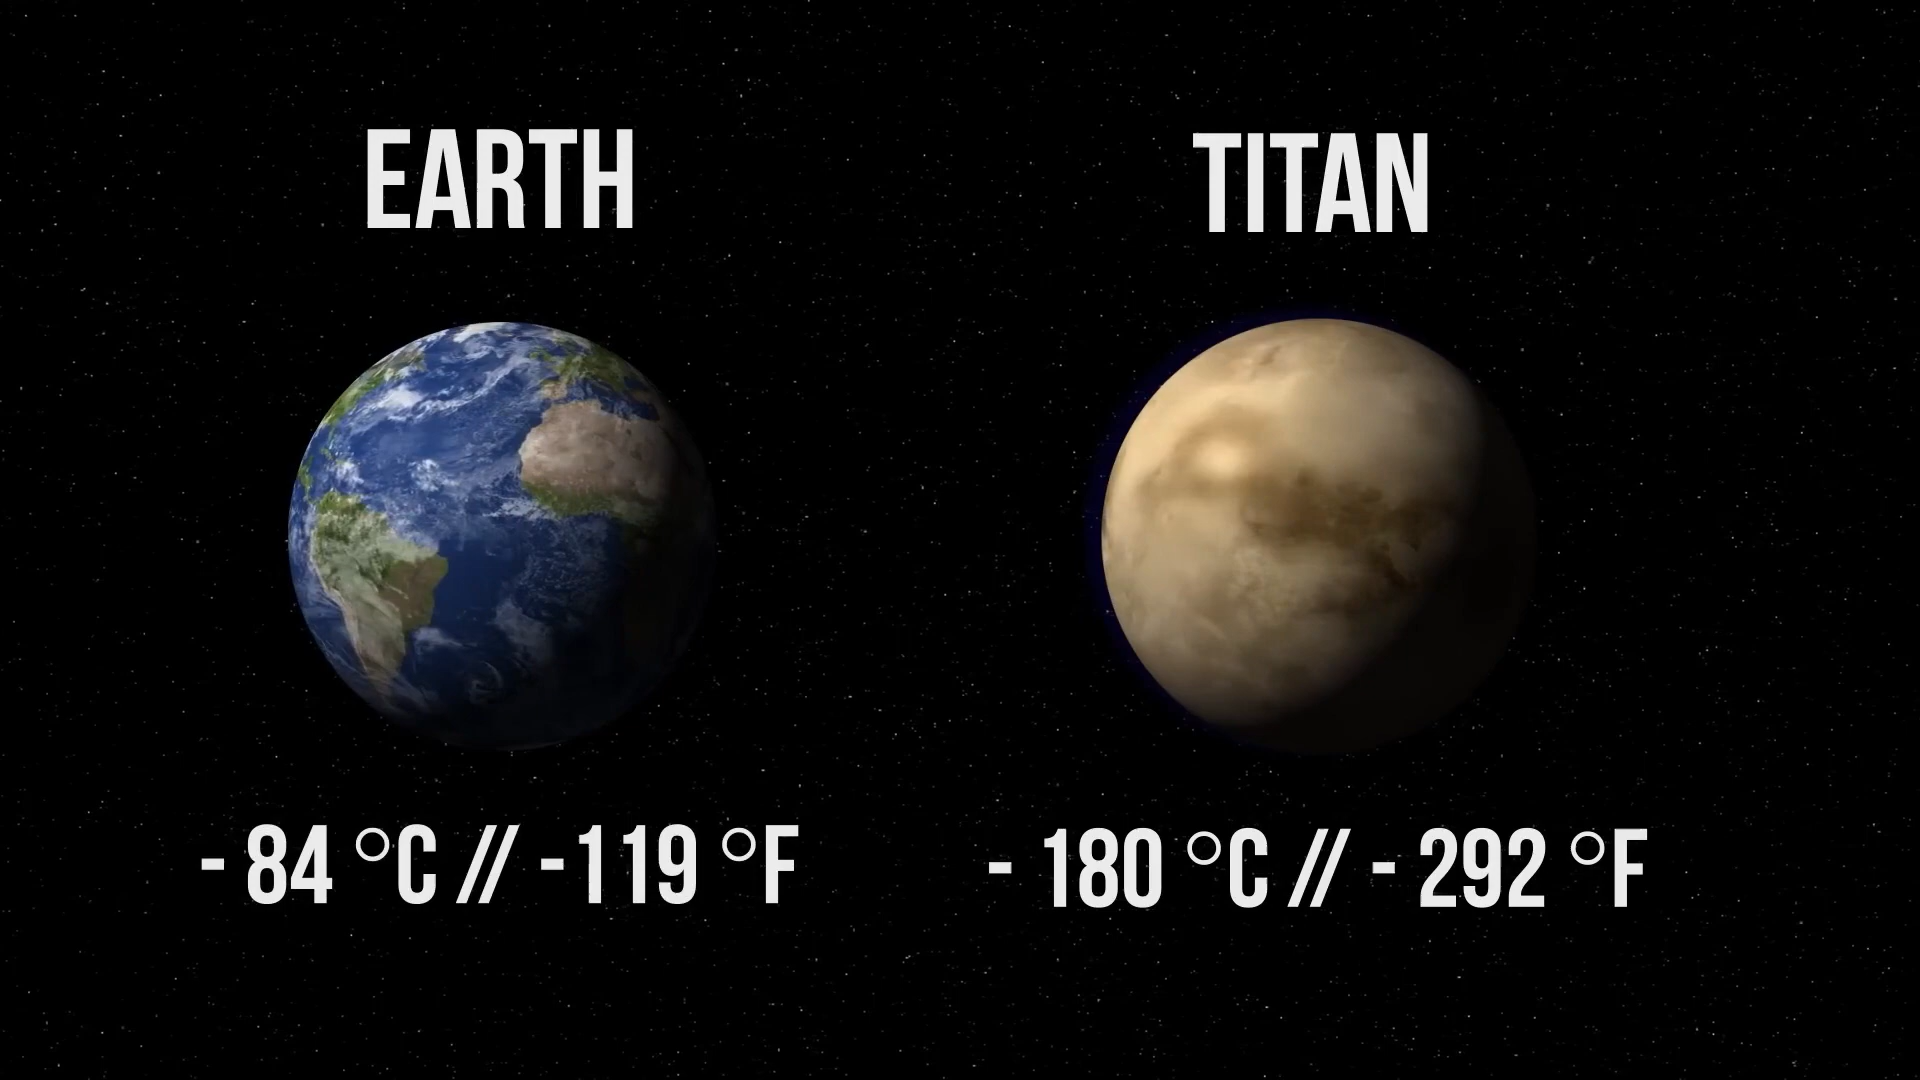 EARTH
TITAN
- 84 °C // -119 °F
- 180 °C // - 292 °F